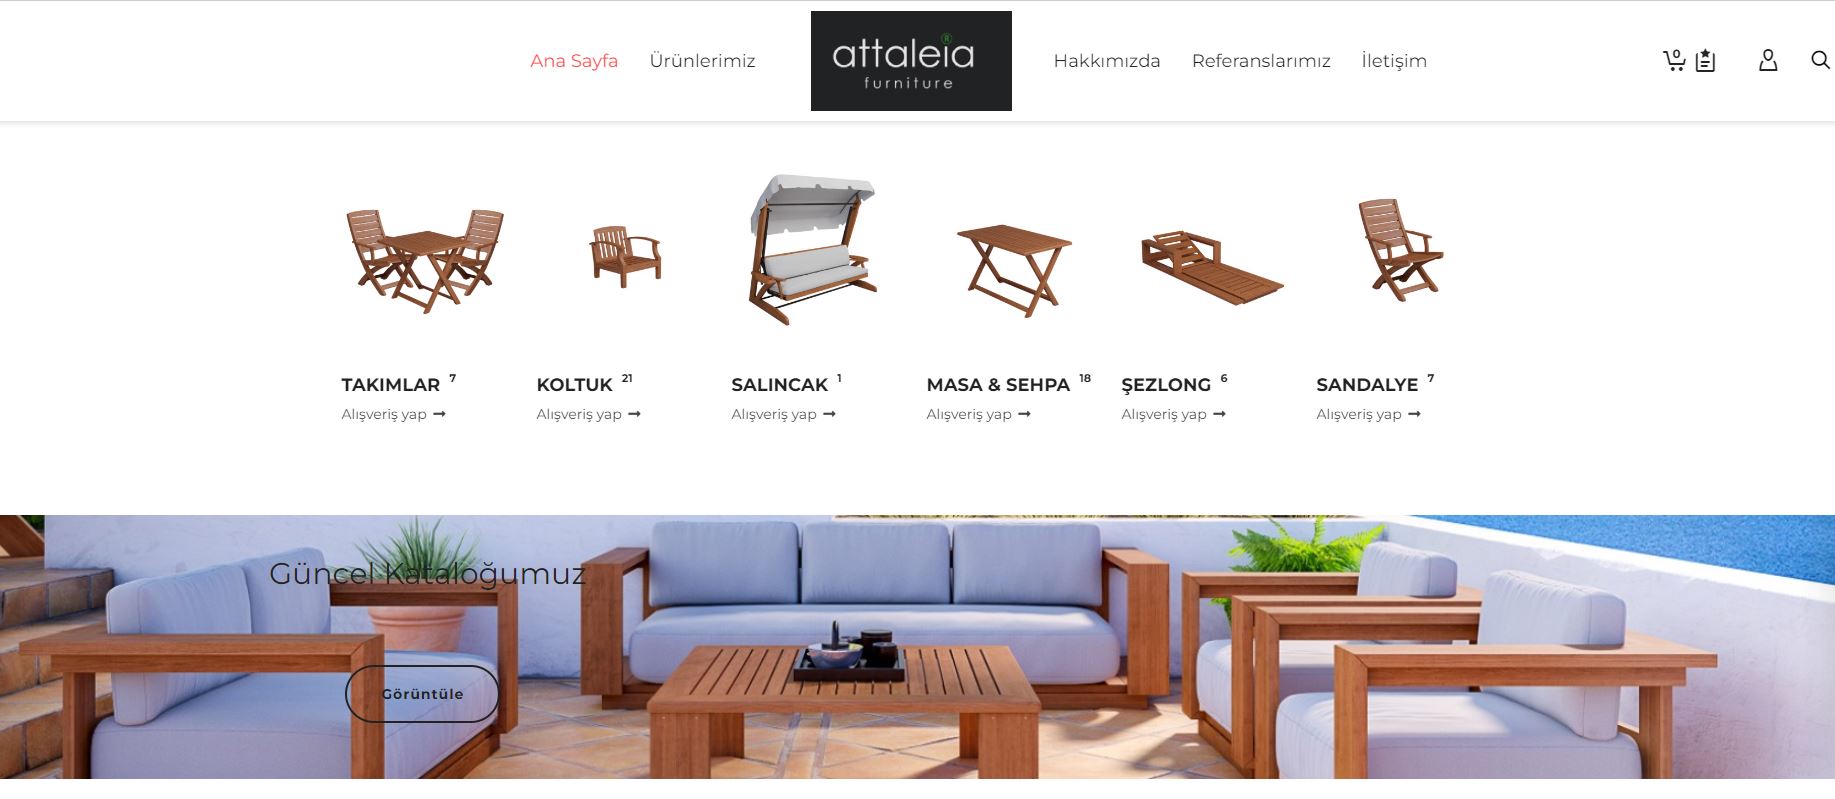 Ana Sayfa
Ürünlerimiz
attaleia®
furniture
Hakkımızda
Referanslarımız
İletişim
0
TAKIMLAR 7
Alışveriş yap →
KOLTUK 21
Alışveriş yap →
SALINCAK 1
Alışveriş yap →
MASA & SEHPA 18
Alışveriş yap →
ŞEZLONG 6
Alışveriş yap →
SANDALYE 7
Alışveriş yap →
Güncel Kataloğumuz
Görüntüle